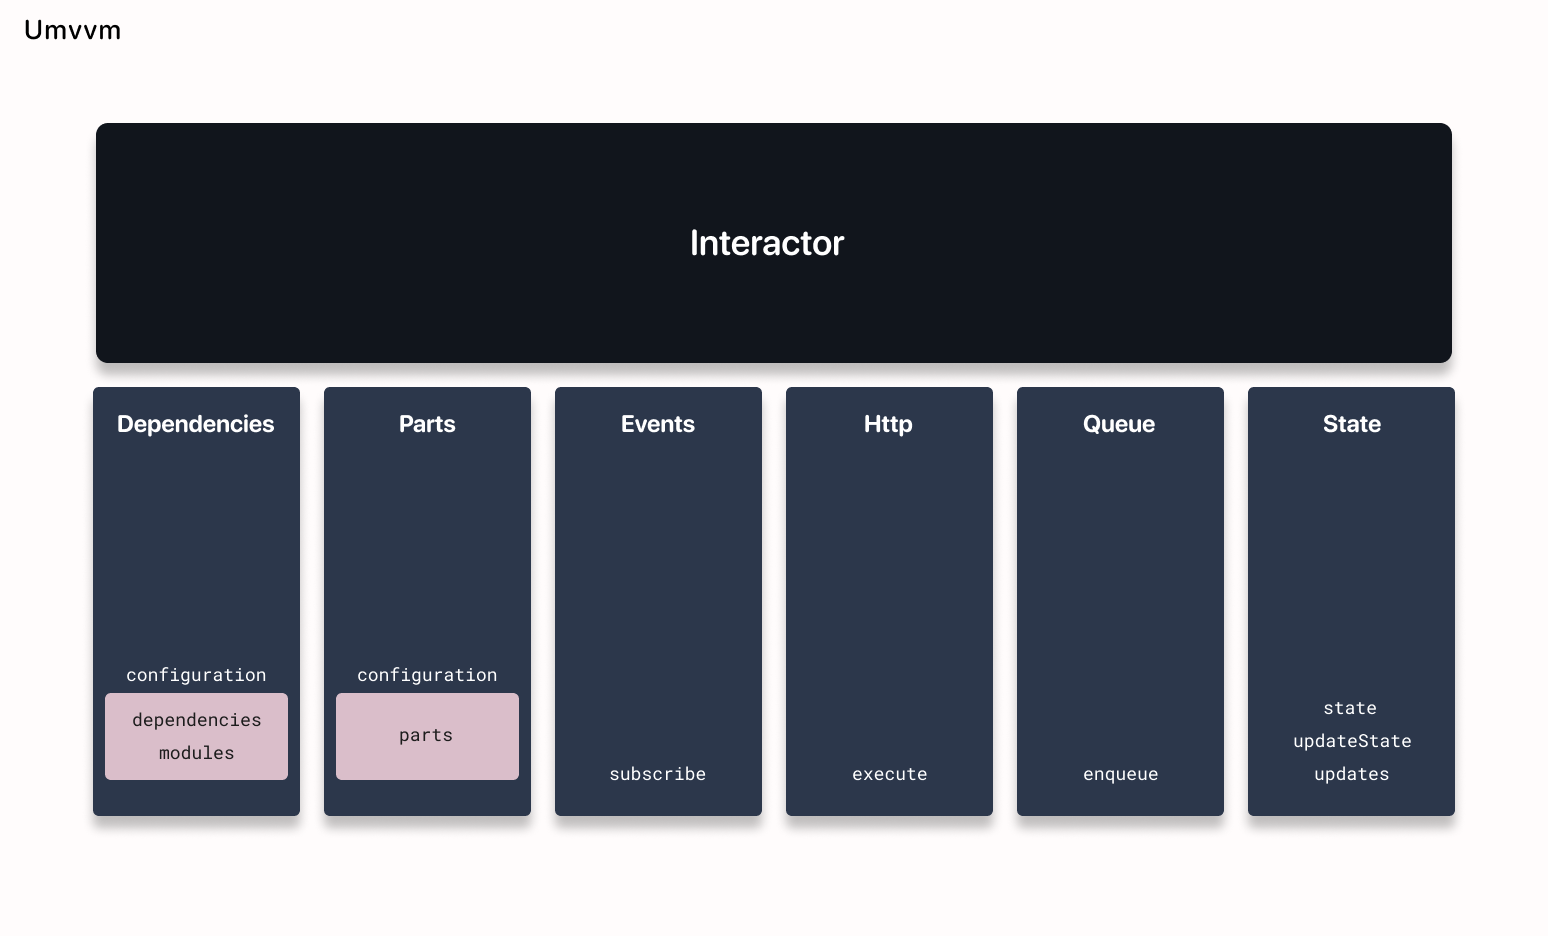 Umvvm
Interactor
Dependencies
configuration
dependencies
modules
Parts
configuration
parts
Events
subscribe
Http
execute
Queue
enqueue
State
state
updateState
updates